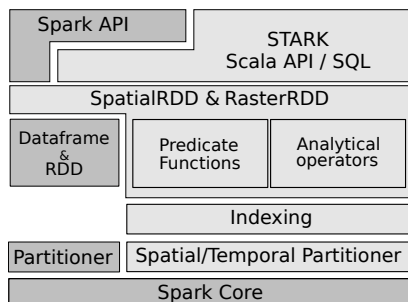 Spark API
STARK
Scala API / SQL
SpatialRDD & RasterRDD
Dataframe
&
RDD
Predicate
Functions
Analytical
operators
Indexing
Partitioner
Spatial/Temporal Partitioner
Spark Core